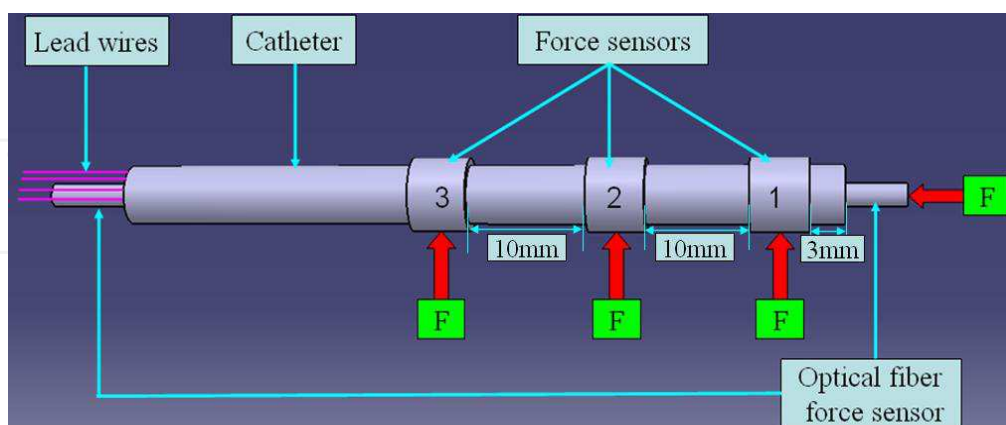 Lead wires
Catheter
Force sensors
3
2
1
F
10mm
10mm
3mm
F
F
F
Optical fiber
force sensor